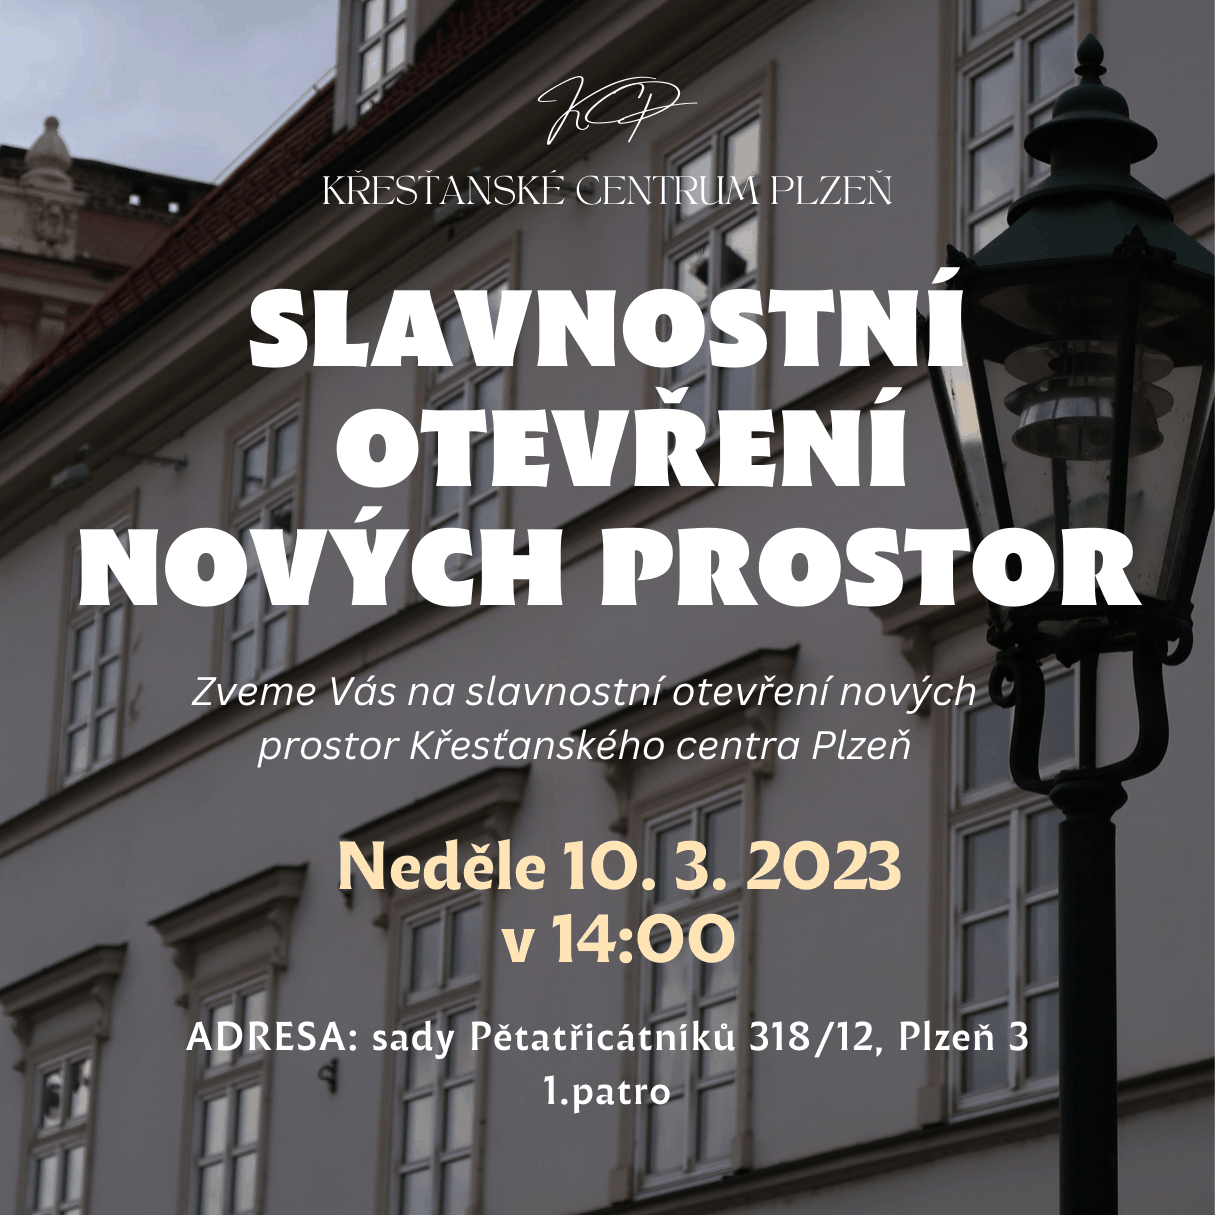 KCP
KŘESŤANSKÉ CENTRUM PLZEŇ
SLAVNOSTNÍ
OTEVŘENÍ
NOVÝCH PROSTOR
Zveme Vás na slavnostní otevření nových
prostor Křesťanského centra Plzeň
Neděle 10. 3. 2023
v 14:00
ADRESA: sady Pětatřicátníků 318/12, Plzeň 3
1.patro